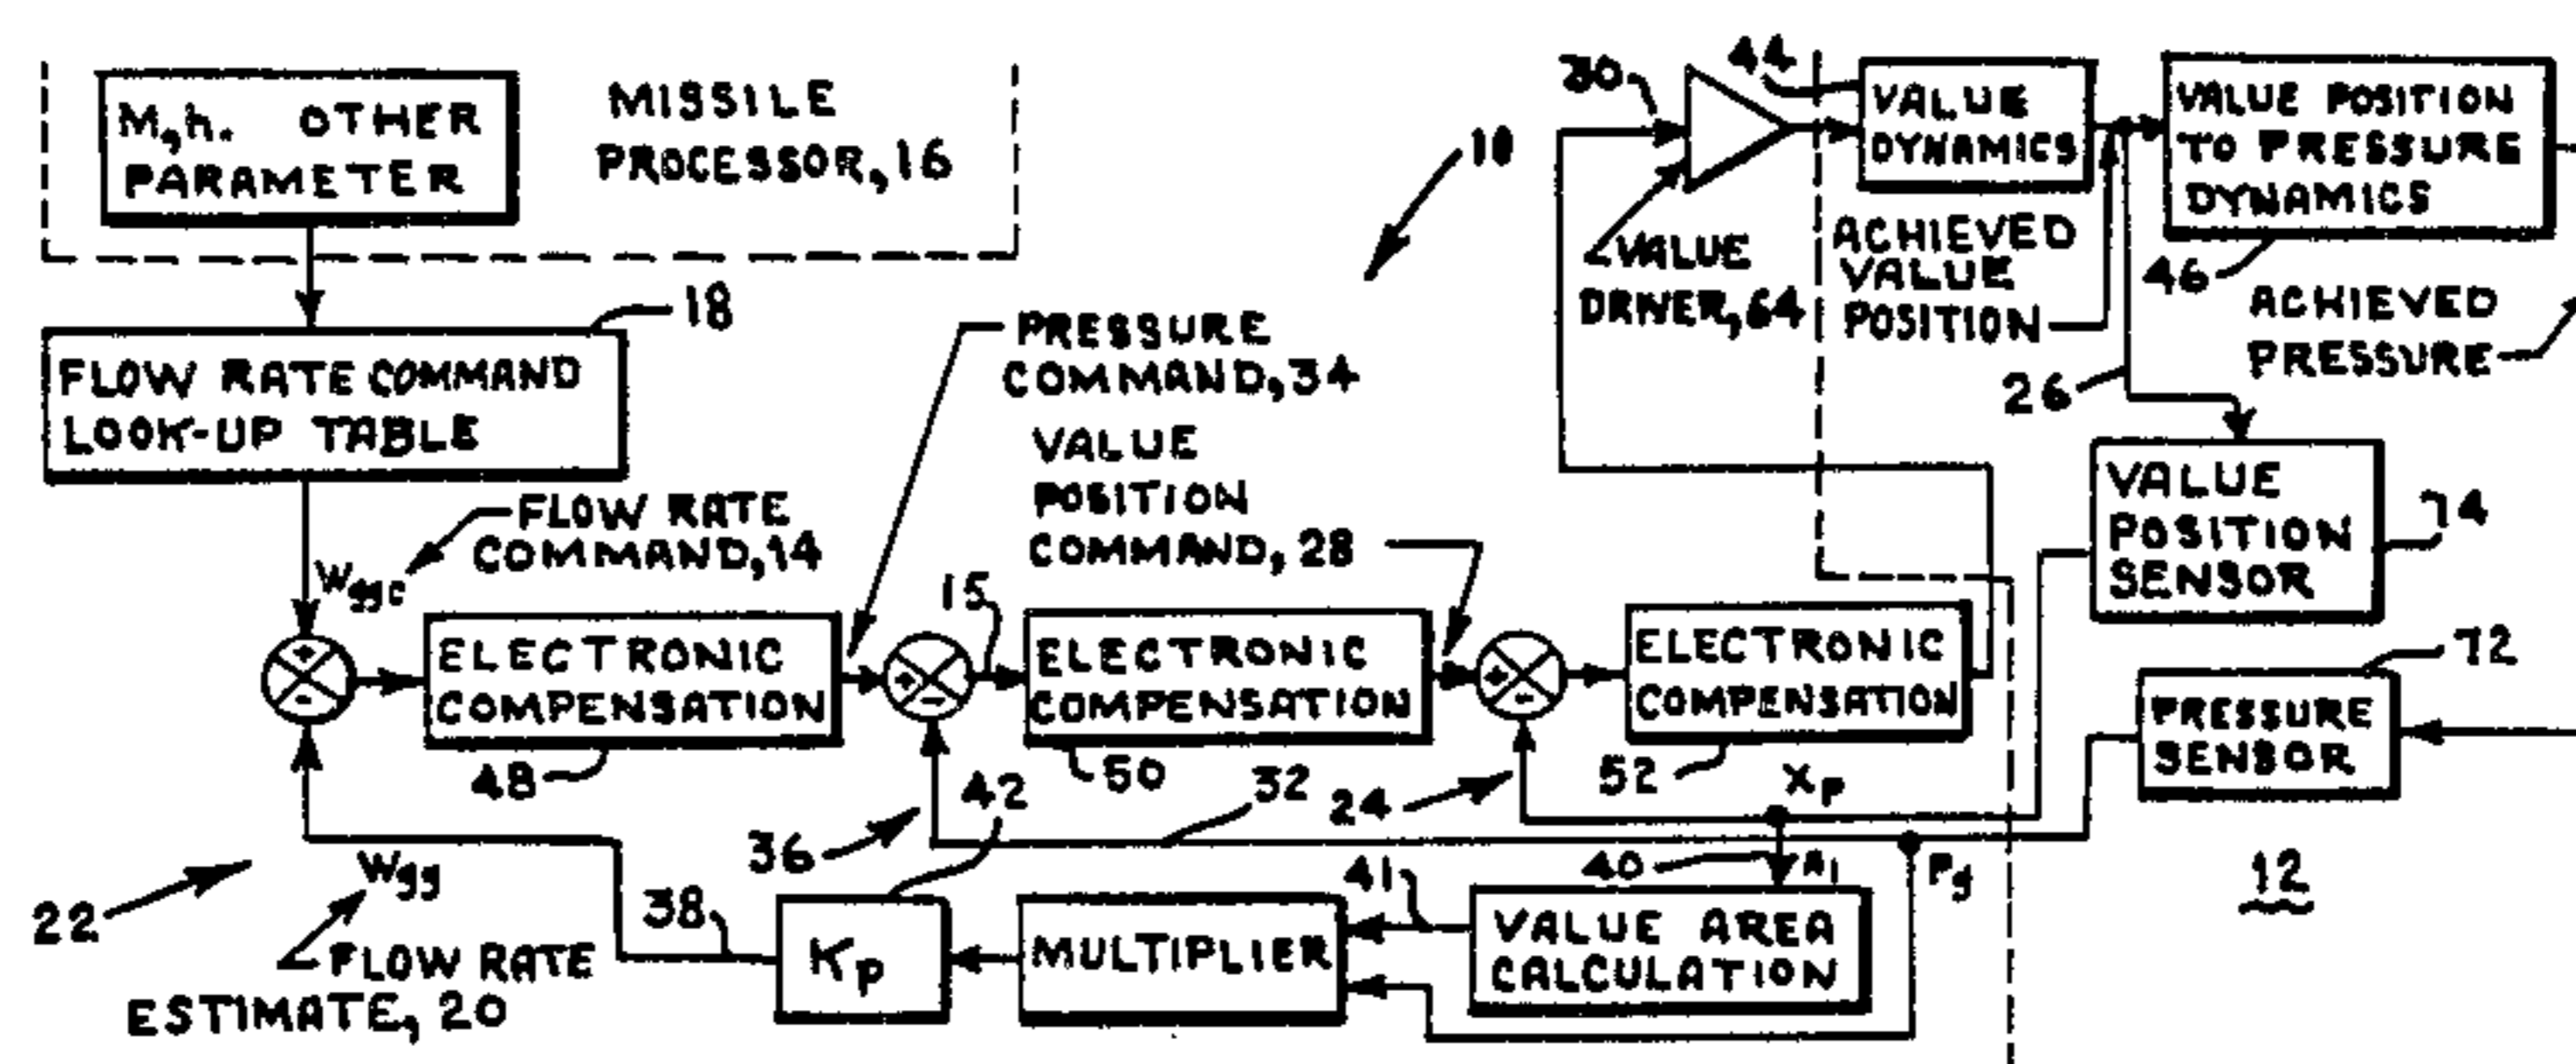 M, h. OTHER
PARAMETER
MISSILE
PROCESSOR, 16
18
FLOW RATE COMMAND
LOOK-UP TABLE
FLOW RATE
COMMAND, 14
Wggc
+
-
ELECTRONIC
COMPENSATION
48
PRESSURE
COMMAND, 34
VALUE
POSITION
COMMAND, 28
15
+
-
ELECTRONIC
COMPENSATION
50
+
-
ELECTRONIC
COMPENSATION
52
10
30
44
VALUE
DRIVER, 64
VALUE
DYNAMICS
ACHIEVED
VALUE
POSITION
VALUE POSITION
TO PRESSURE
DYNAMICS
46
ACHIEVED
PRESSURE
26
VALUE
POSITION
SENSOR
74
72
PRESSURE
SENSOR
12
Xp
24
32
36
42
40
A1
Pg
41
VALUE AREA
CALCULATION
MULTIPLIER
Kp
38
22
Wgg
FLOW RATE
ESTIMATE, 20